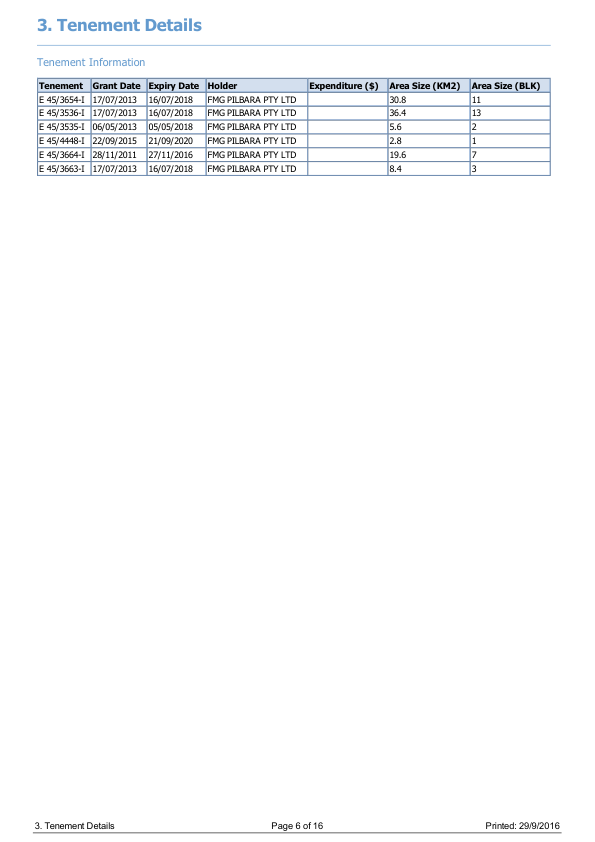 3. Tenement Details
Tenement Information
Tenement Grant Date Expiry Date Holder Expenditure ($) Area Size (KM2) Area Size (BLK)
E 45/3654-I 17/07/2013 16/07/2018 FMG PILBARA PTY LTD 30.8 11
E 45/3536-I 17/07/2013 16/07/2018 FMG PILBARA PTY LTD 36.4 13
E 45/3535-I 06/05/2013 05/05/2018 FMG PILBARA PTY LTD 5.6 2
E 45/4448-I 22/09/2015 21/09/2020 FMG PILBARA PTY LTD 2.8 1
E 45/3664-I 28/11/2011 27/11/2016 FMG PILBARA PTY LTD 19.6 7
E 45/3663-I 17/07/2013 16/07/2018 FMG PILBARA PTY LTD 8.4 3
3. Tenement Details Page 6 of 16 Printed: 29/9/2016